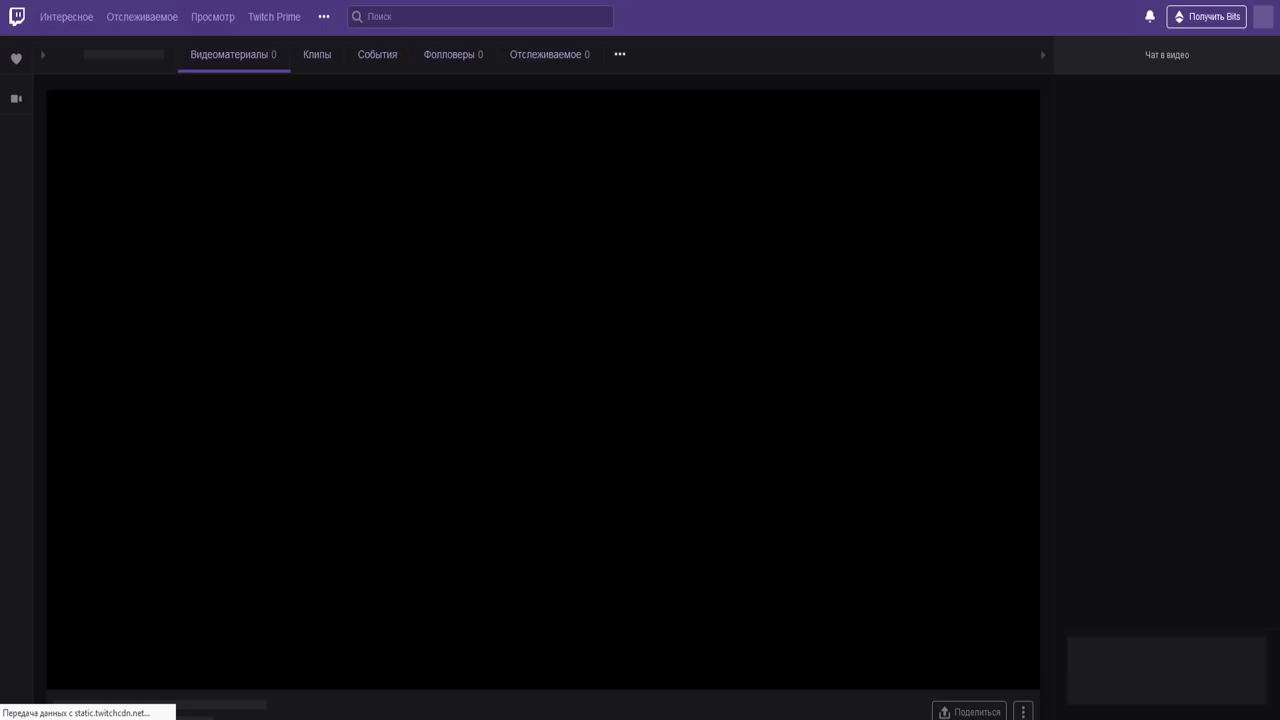 Интересное Отслеживаемое Просмотр Twitch Prime ••• Поиск Получить Bits
Видеоматериалы 0 Клипы События Фолловеры 0 Отслеживаемое 0 ••• Чат в видео
Поделиться
Передача данных с static.twitchcdn.net...